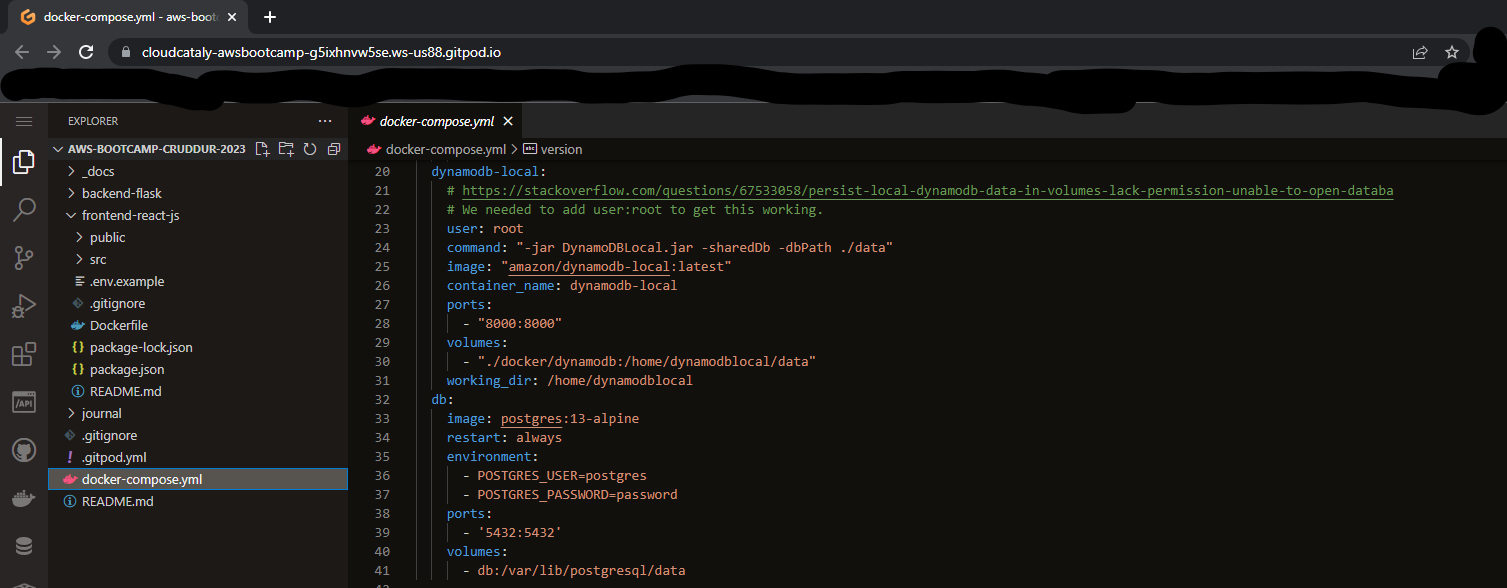 docker-compose.yml - aws-boot
cloudcataly-awsbootcamp-g5ixhnvw5se.ws-us88.gitpod.io
EXPLORER
AWS-BOOTCAMP-CRUDDUR-2023
_docs
backend-flask
frontend-react-js
public
src
.env.example
.gitignore
Dockerfile
package-lock.json
package.json
README.md
journal
.gitignore
.gitpod.yml
docker-compose.yml
README.md
docker-compose.yml
docker-compose.yml > version
20 dynamodb-local:
21 # https://stackoverflow.com/questions/67533058/persist-local-dynamodb-data-in-volumes-lack-permission-unable-to-open-databa
22 # We needed to add user:root to get this working.
23 user: root
24 command: "-jar DynamoDBLocal.jar -sharedDb -dbPath ./data"
25 image: "amazon/dynamodb-local:latest"
26 container_name: dynamodb-local
27 ports:
28 - "8000:8000"
29 volumes:
30 - "./docker/dynamodb:/home/dynamodblocal/data"
31 working_dir: /home/dynamodblocal
32 db:
33 image: postgres:13-alpine
34 restart: always
35 environment:
36 - POSTGRES_USER=postgres
37 - POSTGRES_PASSWORD=password
38 ports:
39 - '5432:5432'
40 volumes:
41 - db:/var/lib/postgresql/data